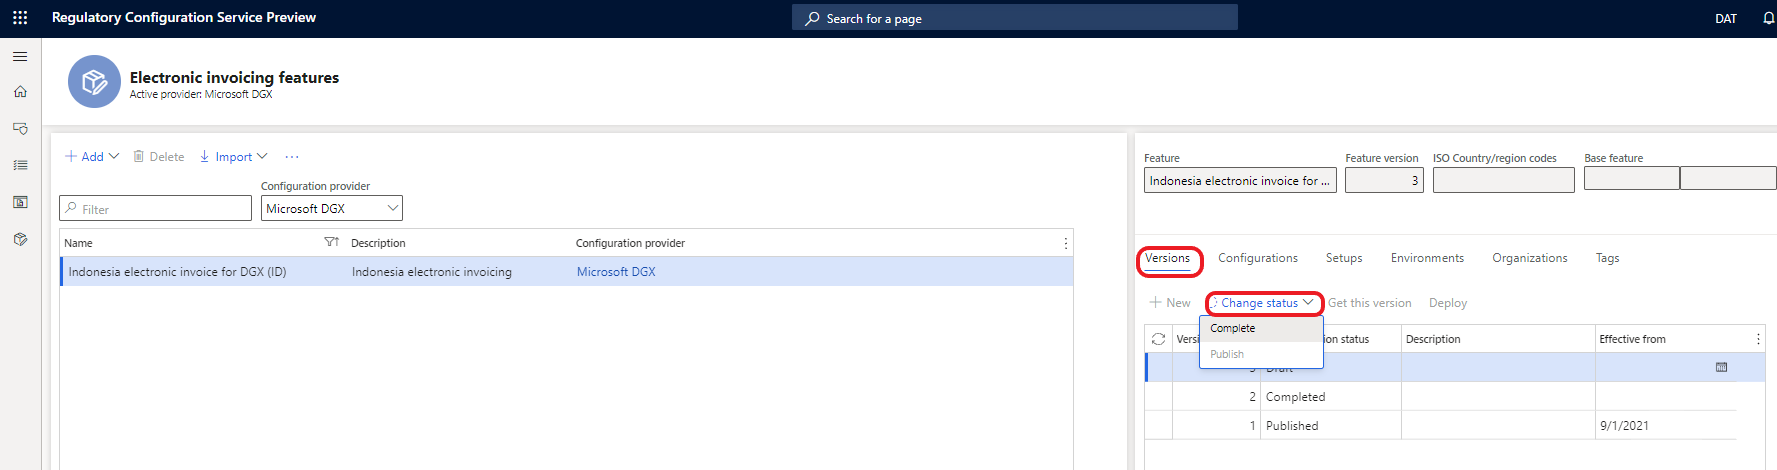 Regulatory Configuration Service Preview
Search for a page
DAT
Electronic invoicing features
Active provider: Microsoft DGX
Add
Delete
Import
...
Configuration provider
Filter
Microsoft DGX
Name
Description
Configuration provider
Indonesia electronic invoice for DGX (ID)
Indonesia electronic invoicing
Microsoft DGX
Feature
Feature version
ISO Country/region codes
Base feature
Indonesia electronic invoice for ...
3
Versions
Configurations
Setups
Environments
Organizations
Tags
New
Change status
Get this version
Deploy
Complete
Publish
Versi
on status
Description
Effective from
3 Draft
2 Completed
1 Published 9/1/2021